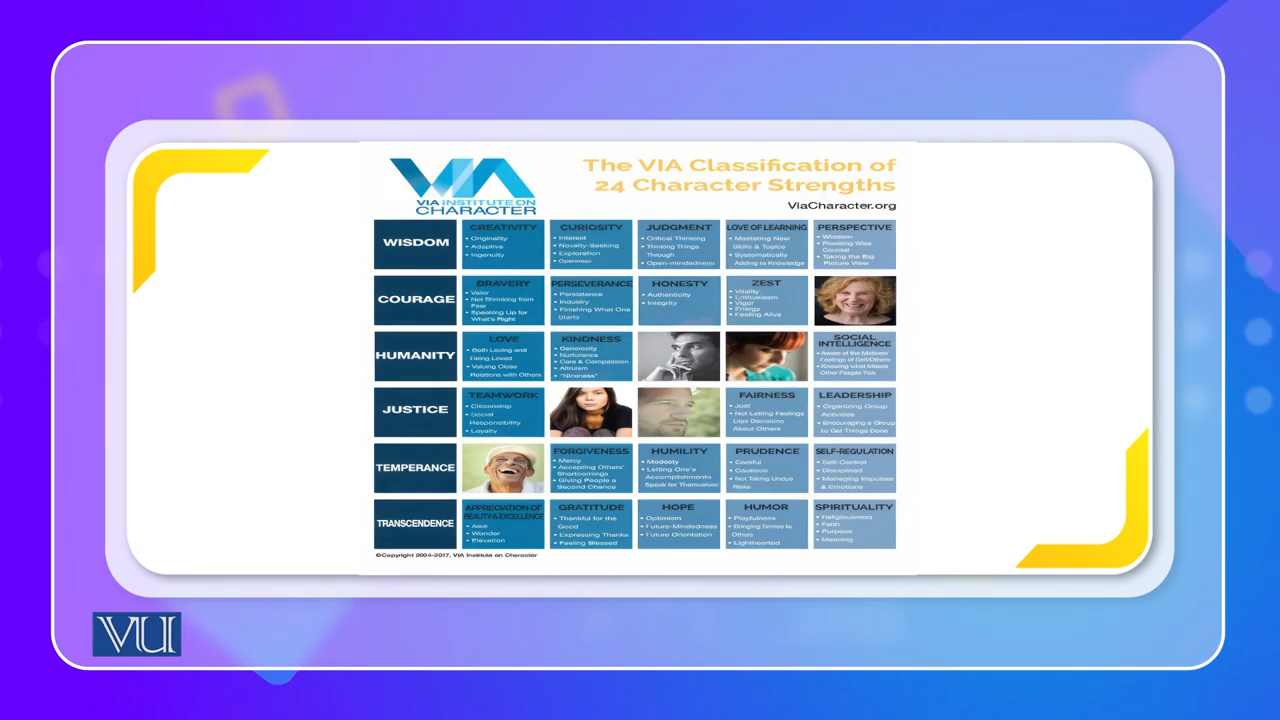 VIA
VIA INSTITUTE ON
CHARACTER
The VIA Classification of
24 Character Strengths
ViaCharacter.org
WISDOM
CREATIVITY
• Originality
• Adaptive
• Ingenuity
CURIOSITY
• Interest
• Novelty-Seeking
• Exploration
• Openness
JUDGMENT
• Critical Thinking
• Thinking Things
Through
• Open-mindedness
LOVE OF LEARNING
• Mastering New
Skills & Topics
• Systematically
Adding to Knowledge
PERSPECTIVE
• Wisdom
• Providing Wise
Counsel
• Taking the Big
Picture View
COURAGE
BRAVERY
• Valor
• Not Shrinking from
Fear
• Speaking Up for
What's Right
PERSEVERANCE
• Persistence
• Industry
• Finishing What One
Starts
HONESTY
• Authenticity
• Integrity
ZEST
• Vitality
• Enthusiasm
• Vigor
• Energy
• Feeling Alive
HUMANITY
LOVE
• Both Loving and
Being Loved
• Valuing Close
Relations with Others
KINDNESS
• Generosity
• Nurturance
• Care & Compassion
• Altruism
• "Niceness"
SOCIAL
INTELLIGENCE
• Aware of the Motives/
Feelings of Self/Others
• Knowing what Makes
Other People Tick
JUSTICE
TEAMWORK
• Citizenship
• Social
Responsibility
• Loyalty
FAIRNESS
• Just
• Not Letting Feelings
Bias Decisions
About Others
LEADERSHIP
• Organizing Group
Activities
• Encouraging a Group
to Get Things Done
TEMPERANCE
FORGIVENESS
• Mercy
• Accepting Others'
Shortcomings
• Giving People a
Second Chance
HUMILITY
• Modesty
• Letting One's
Accomplishments
Speak for Themselves
PRUDENCE
• Careful
• Cautious
• Not Taking Undue
Risks
SELF-REGULATION
• Self-Control
• Disciplined
• Managing Impulses
& Emotions
TRANSCENDENCE
APPRECIATION OF
BEAUTY & EXCELLENCE
• Awe
• Wonder
• Elevation
GRATITUDE
• Thankful for the
Good
• Expressing Thanks
• Feeling Blessed
HOPE
• Optimism
• Future-Mindedness
• Future Orientation
HUMOR
• Playfulness
• Bringing Smiles to
Others
• Lighthearted
SPIRITUALITY
• Religiousness
• Faith
• Purpose
• Meaning
©Copyright 2004-2017, VIA Institute on Character
VU